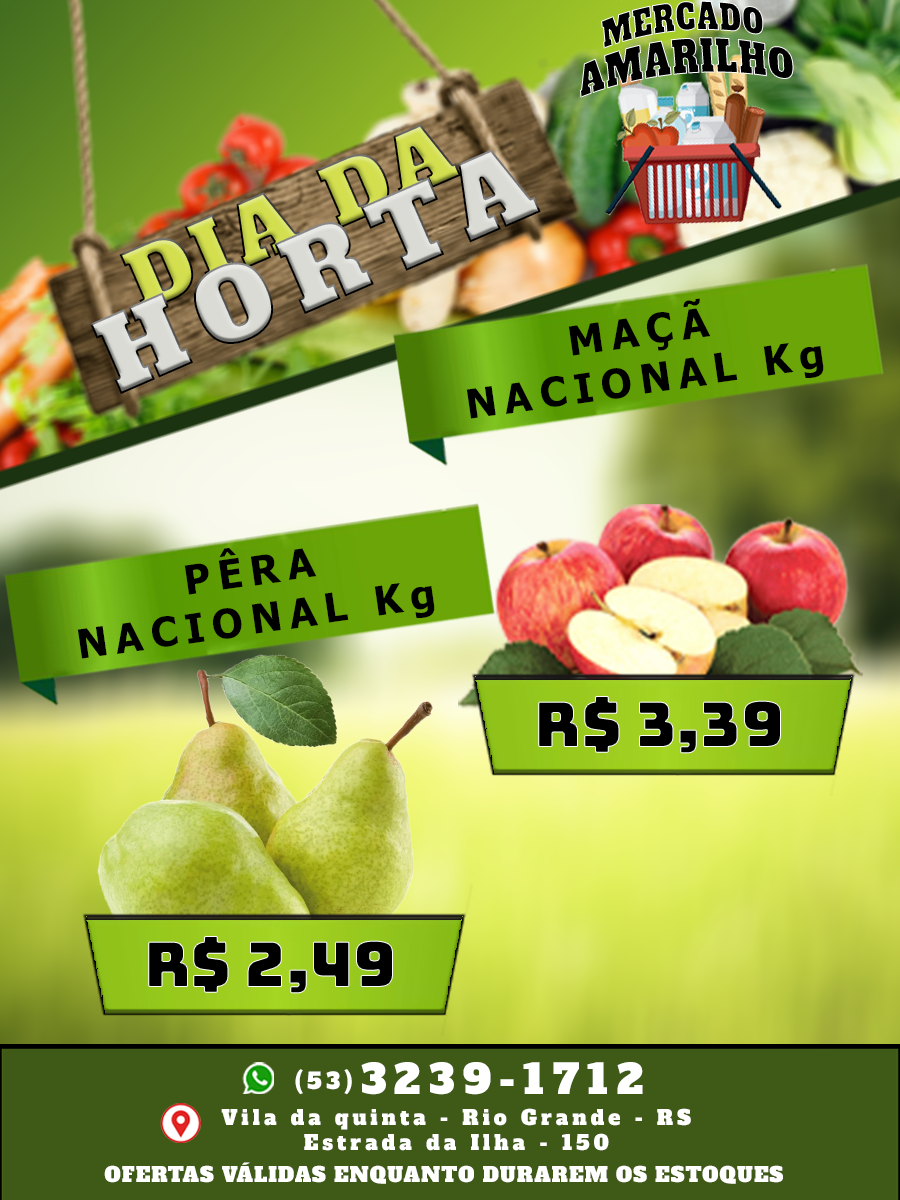 MERCADO
AMARILHO
DIA DA
HORTA
MAÇÃ
NACIONAL Kg
PÊRA
NACIONAL Kg
R$ 3,39
R$ 2,49
(53) 3239-1712
Vila da quinta - Rio Grande - RS
Estrada da Ilha - 150
OFERTAS VÁLIDAS ENQUANTO DURAREM OS ESTOQUES